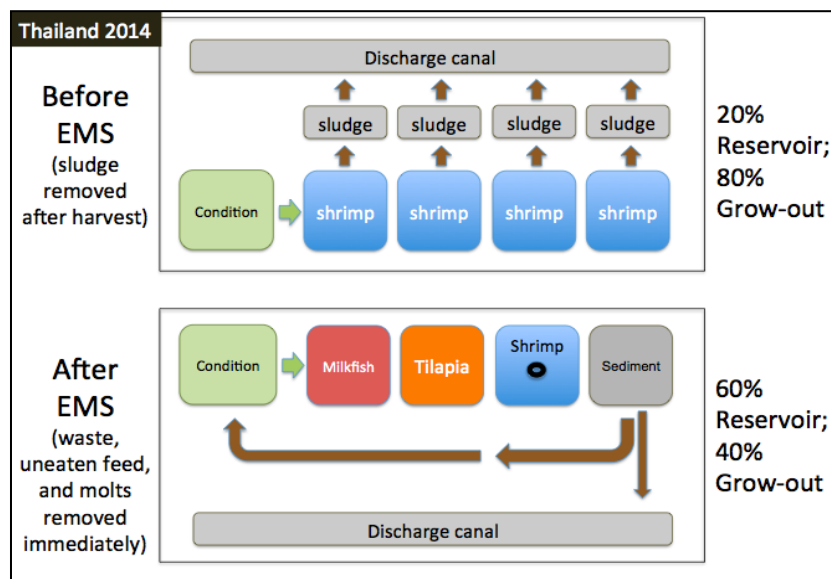 Thailand 2014
Before
EMS
(sludge
removed
after harvest)
Discharge canal
sludge
sludge
sludge
sludge
Condition
shrimp
shrimp
shrimp
shrimp
20%
Reservoir;
80%
Grow-out
After
EMS
(waste,
uneaten feed,
and molts
removed
immediately)
Condition
Milkfish
Tilapia
Shrimp
Sediment
Discharge canal
60%
Reservoir;
40%
Grow-out